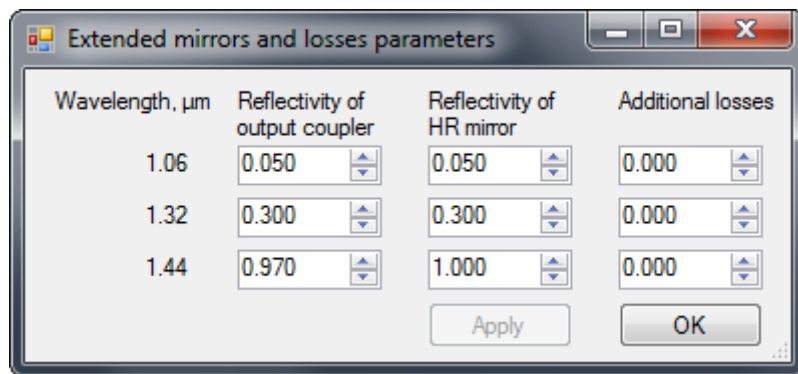 Extended mirrors and losses parameters
Wavelength, µm Reflectivity of output coupler Reflectivity of HR mirror Additional losses
1.06 0.050 0.050 0.000
1.32 0.300 0.300 0.000
1.44 0.970 1.000 0.000
Apply OK